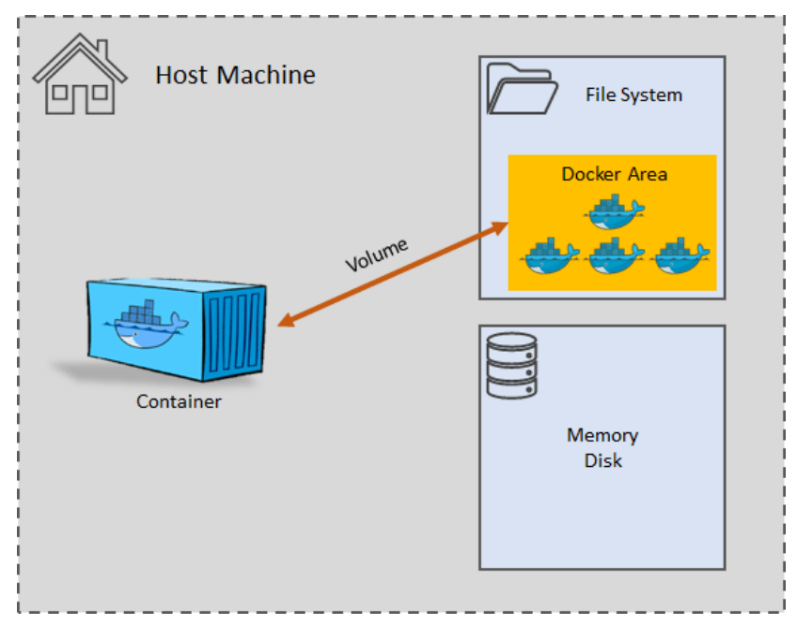 Host Machine
File System
Docker Area
Volume
Container
Memory
Disk